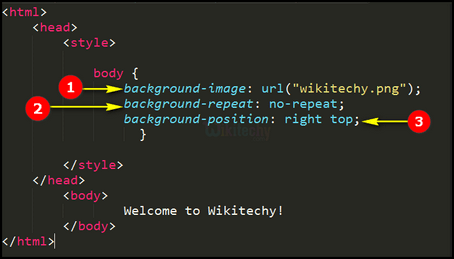 <html>
<head>
<style>
body {
1 background-image: url("wikitechy.png");
2 background-repeat: no-repeat;
background-position: right top; 3
Wikitechy
}
</style>
</head>
<body>
Welcome to Wikitechy!
</body>
</html>